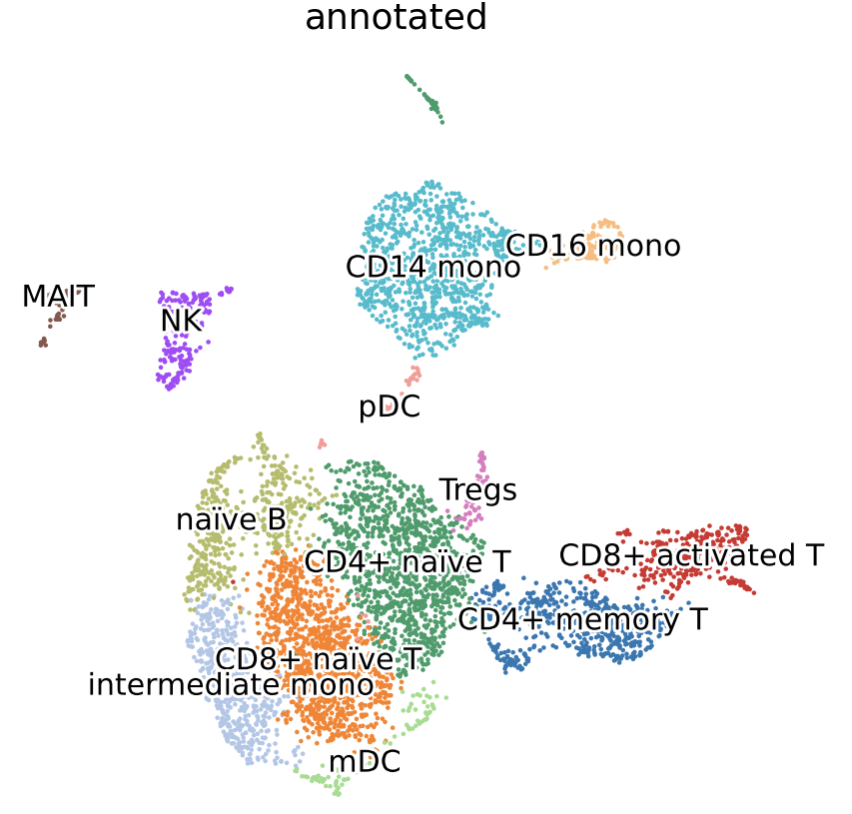 annotated
CD16 mono
CD14 mono
MAIT
NK
pDC
Tregs
naïve B
CD8+ activated T
CD4+ naïve T
CD4+ memory T
CD8+ naïve T
intermediate mono
mDC